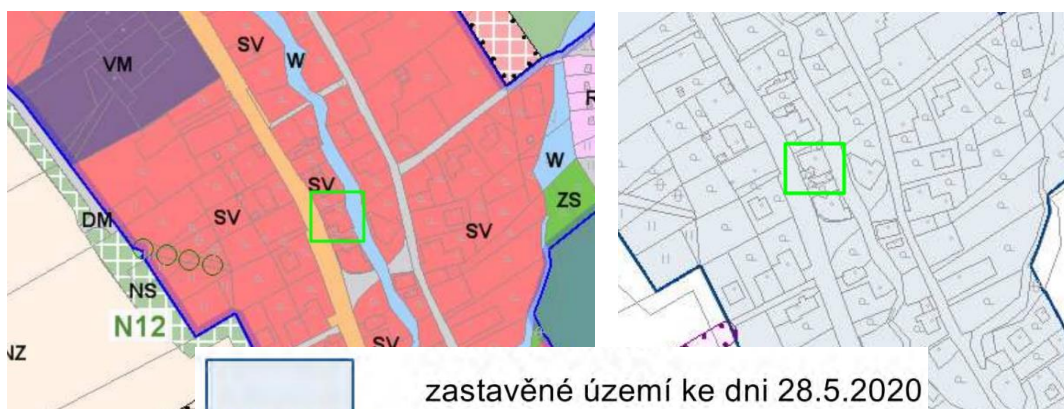 SV
W
VM
R
W
ZS
SV
DM
SV
SV
NS
N12
NZ
SV
zastavěné území ke dni 28.5.2020